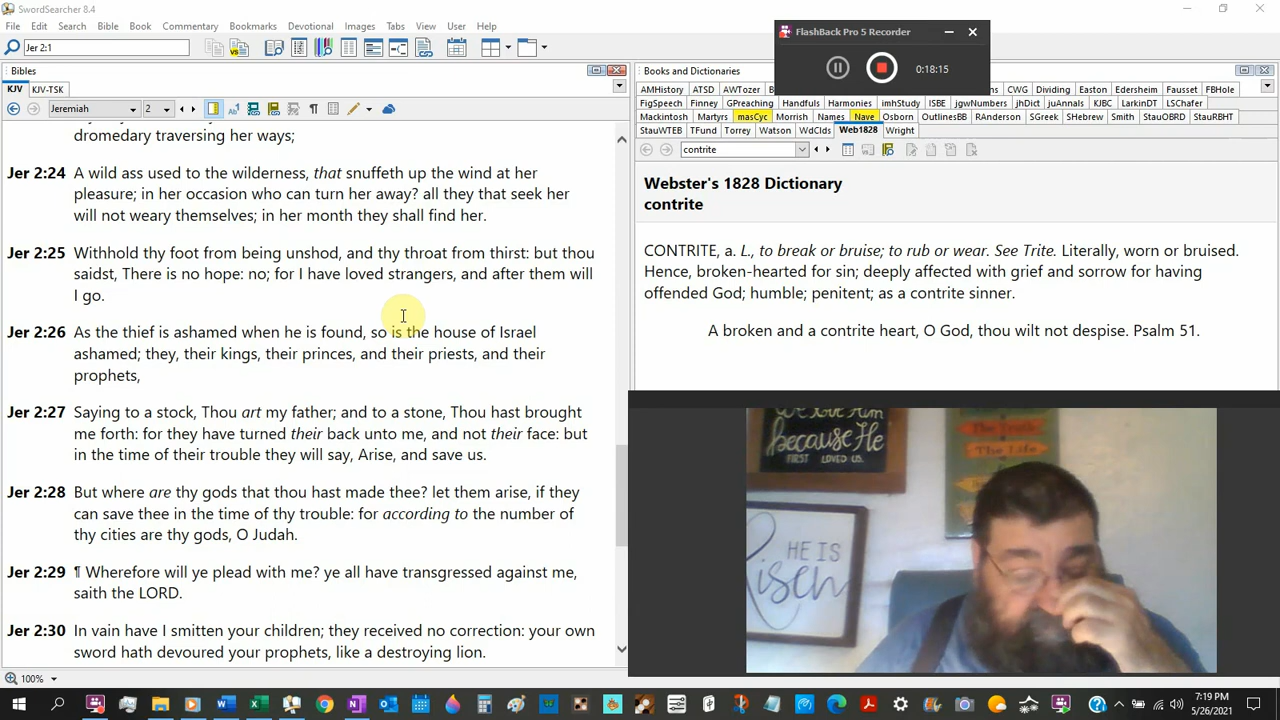 SwordSearcher 8.4
File Edit Search Bible Book Commentary Bookmarks Devotional Images Tabs View User Help
Jer 2:1
FlashBack Pro 5 Recorder
0:18:15
Bibles
KJV KJV-TSK
Jeremiah 2
dromedary traversing her ways;
Jer 2:24 A wild ass used to the wilderness, that snuffeth up the wind at her
pleasure; in her occasion who can turn her away? all they that seek her
will not weary themselves; in her month they shall find her.
Jer 2:25 Withhold thy foot from being unshod, and thy throat from thirst: but thou
saidst, There is no hope: no; for I have loved strangers, and after them will
I go.
Jer 2:26 As the thief is ashamed when he is found, so is the house of Israel
ashamed; they, their kings, their princes, and their priests, and their
prophets,
Jer 2:27 Saying to a stock, Thou art my father; and to a stone, Thou hast brought
me forth: for they have turned their back unto me, and not their face: but
in the time of their trouble they will say, Arise, and save us.
Jer 2:28 But where are thy gods that thou hast made thee? let them arise, if they
can save thee in the time of thy trouble: for according to the number of
thy cities are thy gods, O Judah.
Jer 2:29 ¶ Wherefore will ye plead with me? ye all have transgressed against me,
saith the LORD.
Jer 2:30 In vain have I smitten your children; they received no correction: your own
sword hath devoured your prophets, like a destroying lion.
100%
Books and Dictionaries
AMHistory ATSD AWTozer CWG Dividing Easton Edersheim Fausset FBHole
FigSpeech Finney GPreaching Handfuls Harmonies imhStudy ISBE jgwNumbers jhDict juAnnals KJBC LarkinDT LSChafer
Mackintosh Martyrs masCyc Morrish Names Nave Osborn OutlinesBB RAnderson SGreek SHebrew Smith StauOBRD StauRBHT
StauWTEB TFund Torrey Watson WdClds Web1828 Wright
contrite
Webster's 1828 Dictionary
contrite
CONTRITE, a. L., to break or bruise; to rub or wear. See Trite. Literally, worn or bruised.
Hence, broken-hearted for sin; deeply affected with grief and sorrow for having
offended God; humble; penitent; as a contrite sinner.
A broken and a contrite heart, O God, thou wilt not despise. Psalm 51.
We love Him
because He
FIRST LOVED US.
The Truth
The Life
HE IS
Risen
7:19 PM
5/26/2021